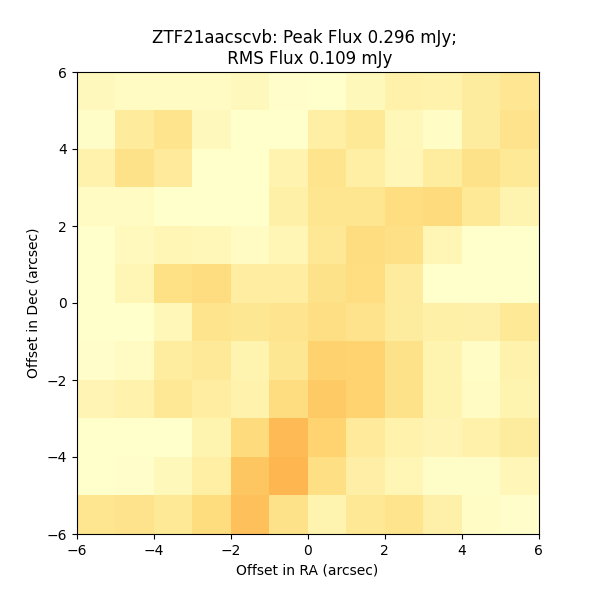 ZTF21aacscvb: Peak Flux 0.296 mJy;
RMS Flux 0.109 mJy
6
4
2
0
−2
−4
−6
Offset in Dec (arcsec)
−6 −4 −2 0 2 4 6
Offset in RA (arcsec)